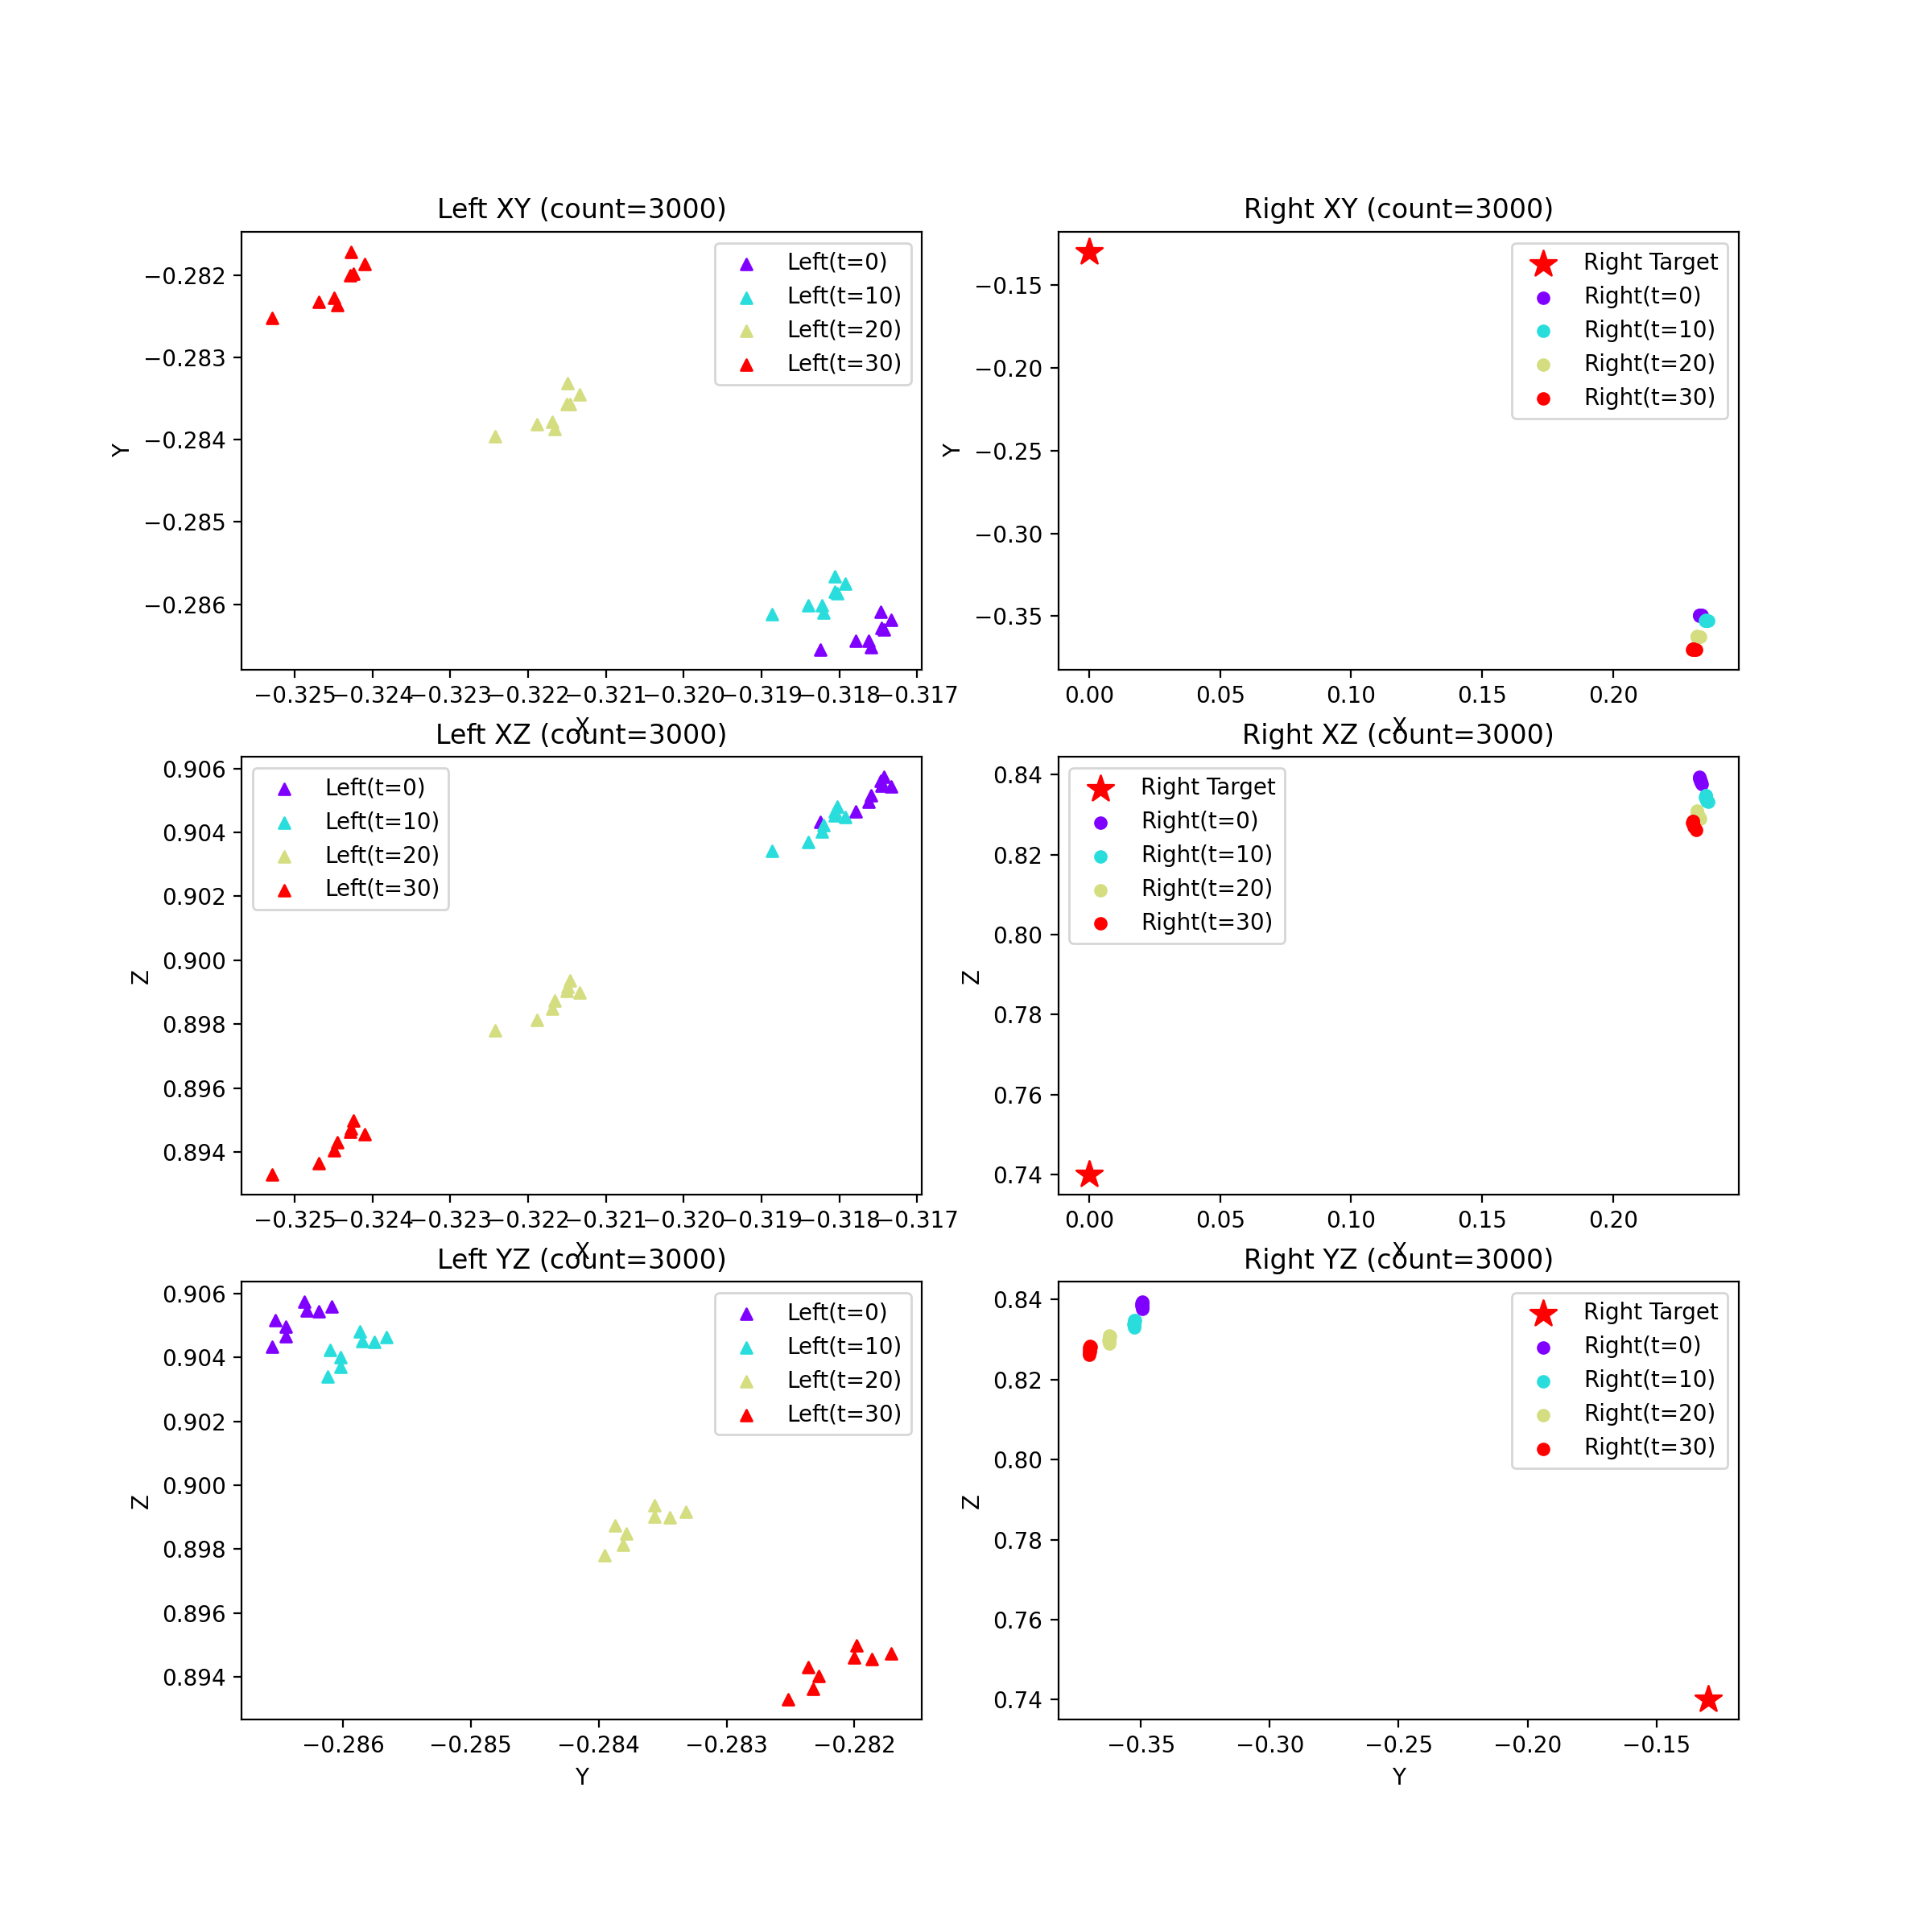 Left XY (count=3000)
Left(t=0)
Left(t=10)
Left(t=20)
Left(t=30)
−0.282
−0.283
−0.284
−0.285
−0.286
Y
−0.325 −0.324 −0.323 −0.322 −0.321 −0.320 −0.319 −0.318 −0.317
X
Right XY (count=3000)
Right Target
Right(t=0)
Right(t=10)
Right(t=20)
Right(t=30)
−0.15
−0.20
−0.25
−0.30
−0.35
Y
0.00 0.05 0.10 0.15 0.20
X
Left XZ (count=3000)
Left(t=0)
Left(t=10)
Left(t=20)
Left(t=30)
0.906
0.904
0.902
0.900
0.898
0.896
0.894
Z
−0.325 −0.324 −0.323 −0.322 −0.321 −0.320 −0.319 −0.318 −0.317
X
Right XZ (count=3000)
Right Target
Right(t=0)
Right(t=10)
Right(t=20)
Right(t=30)
0.84
0.82
0.80
0.78
0.76
0.74
Z
0.00 0.05 0.10 0.15 0.20
X
Left YZ (count=3000)
Left(t=0)
Left(t=10)
Left(t=20)
Left(t=30)
0.906
0.904
0.902
0.900
0.898
0.896
0.894
Z
−0.286 −0.285 −0.284 −0.283 −0.282
Y
Right YZ (count=3000)
Right Target
Right(t=0)
Right(t=10)
Right(t=20)
Right(t=30)
0.84
0.82
0.80
0.78
0.76
0.74
Z
−0.35 −0.30 −0.25 −0.20 −0.15
Y